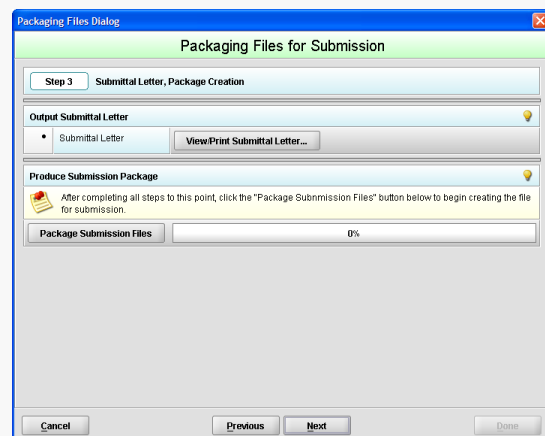 Packaging Files Dialog
Packaging Files for Submission
Step 3 Submittal Letter, Package Creation
Output Submittal Letter
• Submittal Letter View/Print Submittal Letter...
Produce Submission Package
After completing all steps to this point, click the "Package Subnmission Files" button below to begin creating the file
for submission.
Package Submission Files 0%
Cancel Previous Next Done